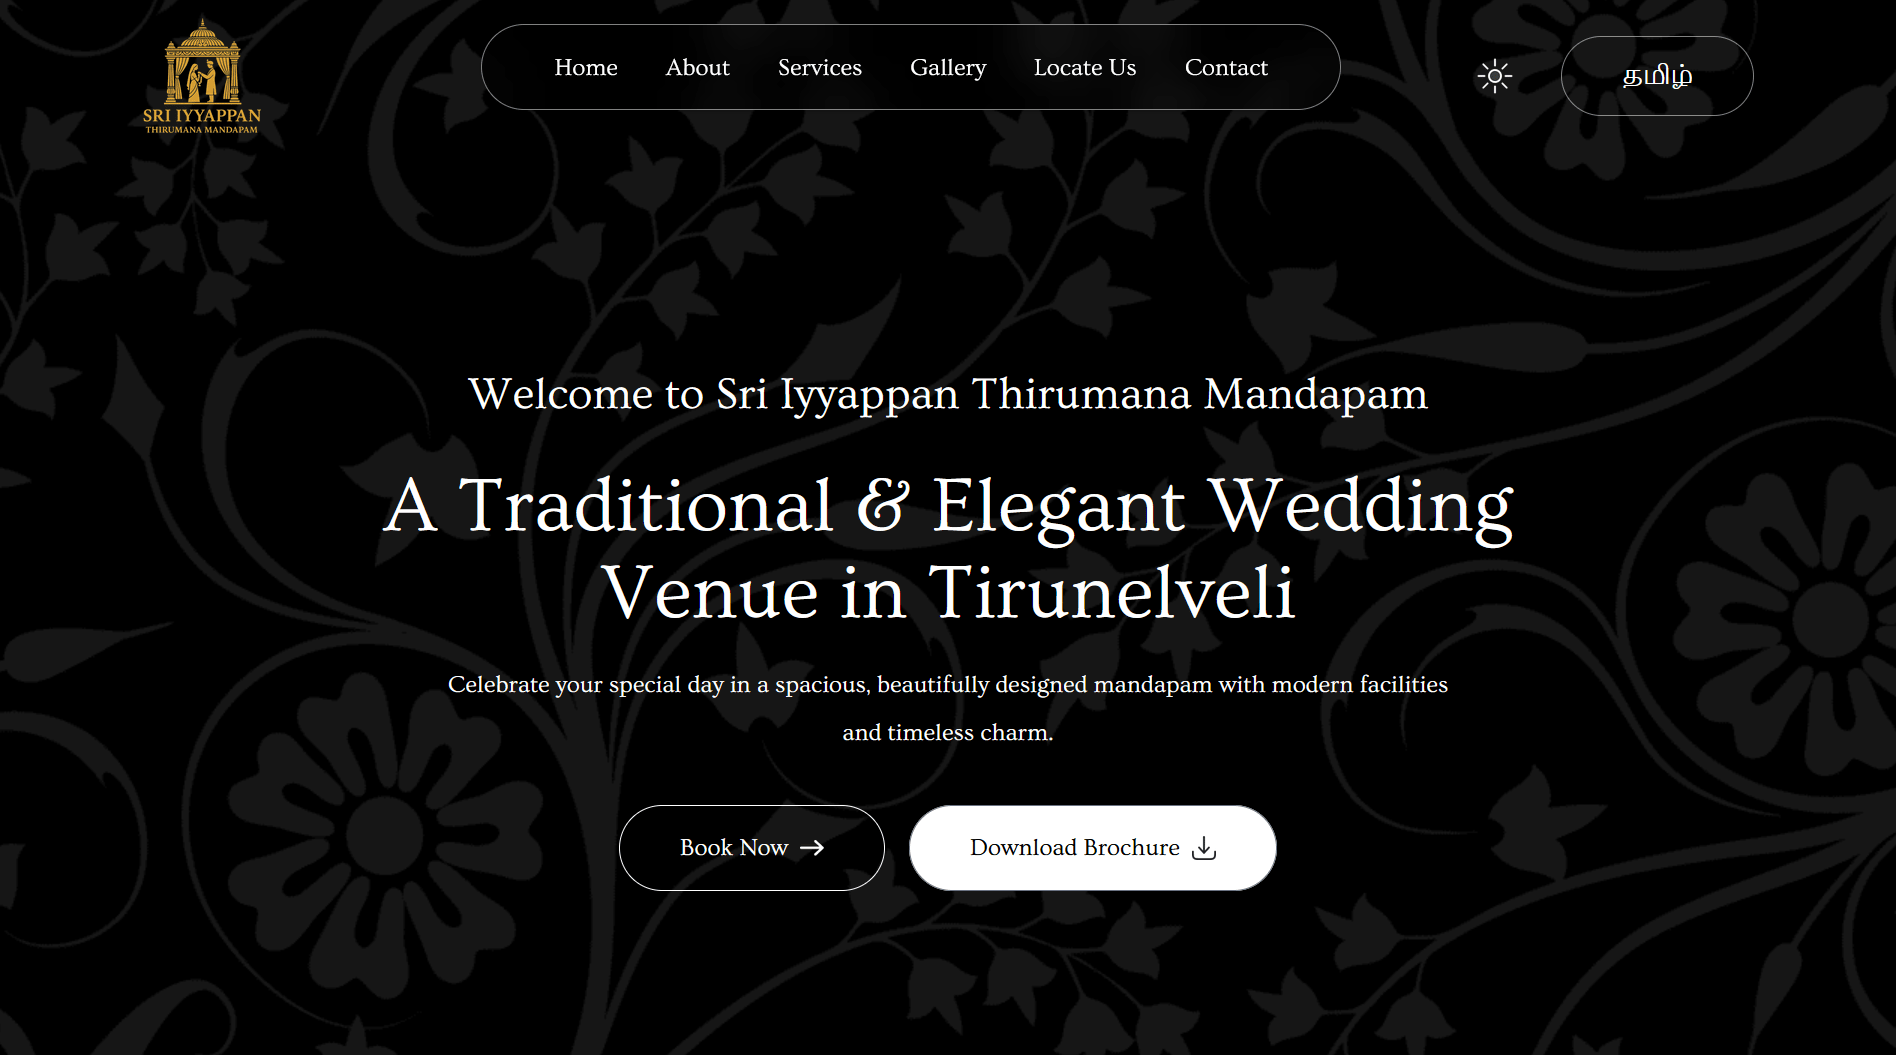 SRI IYYAPPAN
THIRUMANA MANDAPAM
Home About Services Gallery Locate Us Contact
தமிழ்
Welcome to Sri Iyyappan Thirumana Mandapam
A Traditional & Elegant Wedding
Venue in Tirunelveli
Celebrate your special day in a spacious, beautifully designed mandapam with modern facilities
and timeless charm.
Book Now
Download Brochure